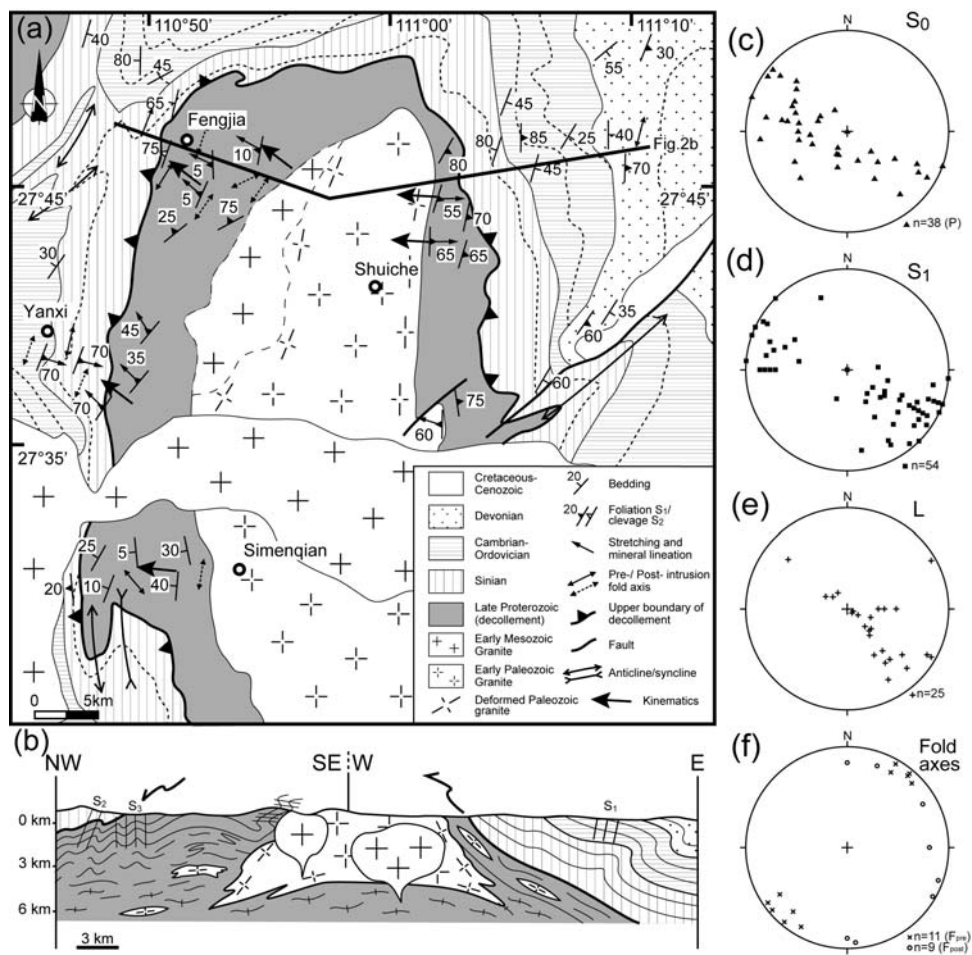 (a)
110°50'
111°00'
111°10'
40
80
45
65
Fengjia
75
10
5
5
25
75
27°45'
30
Yanxi
45
35
70
70
70
27°35'
Shuiche
80
55
70
65
65
75
60
80
45
85
25
40
45
70
55
30
Fig.2b
35
60
60
25
5
30
10
40
20
Simenqian
0 5km
Cretaceous-
Cenozoic
Devonian
Cambrian-
Ordovician
Sinian
Late Proterozoic
(decollement)
Early Mesozoic
Granite
Early Paleozoic
Granite
Deformed Paleozoic
granite
20 Bedding
20 Foliation S1/
clevage S2
Stretching and
mineral lineation
Pre-/ Post- intrusion
fold axis
Upper boundary of
decollement
Fault
Anticline/syncline
Kinematics
(b)
NW SE W E
S2 S3 S1
0 km
3 km
6 km
3 km
(c) N S0
n=38 (P)
(d) N S1
n=54
(e) N L
n=25
(f) N Fold
axes
n=11 (Fpre)
n=9 (Fpost)